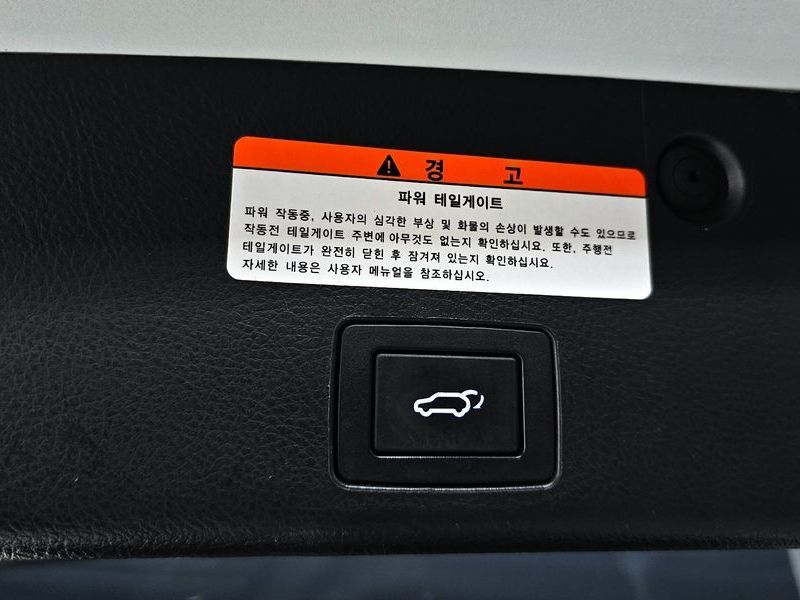 경 고
파워 테일게이트
파워 작동중, 사용자의 심각한 부상 및 화물의 손상이 발생할 수도 있으므로
작동전 테일게이트 주변에 아무것도 없는지 확인하십시요. 또한, 주행전
테일게이트가 완전히 닫힌 후 잠겨져 있는지 확인하십시요.
자세한 내용은 사용자 메뉴얼을 참조하십시오.